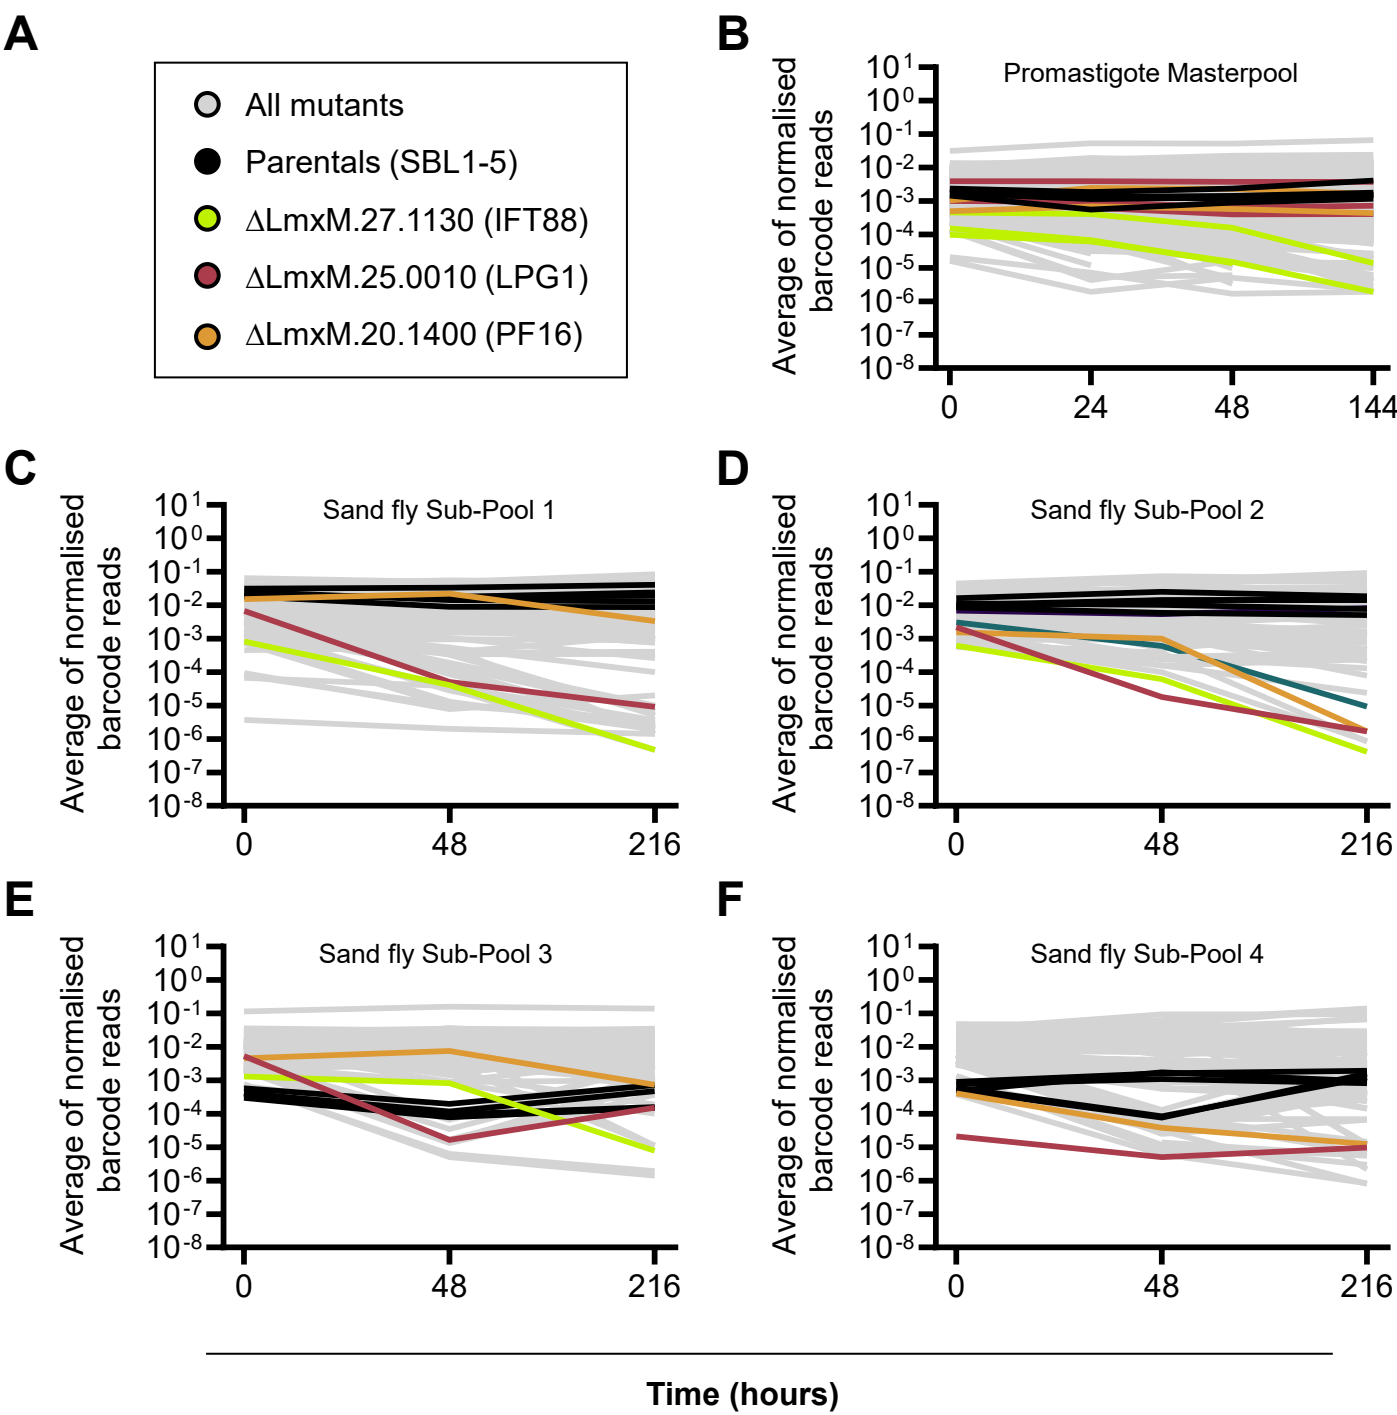 A
All mutants
Parentals (SBL1-5)
ΔLmxM.27.1130 (IFT88)
ΔLmxM.25.0010 (LPG1)
ΔLmxM.20.1400 (PF16)
B
Promastigote Masterpool
Average of normalised
barcode reads
10^1
10^0
10^-1
10^-2
10^-3
10^-4
10^-5
10^-6
10^-7
10^-8
0 24 48 144
C
Sand fly Sub-Pool 1
Average of normalised
barcode reads
10^1
10^0
10^-1
10^-2
10^-3
10^-4
10^-5
10^-6
10^-7
10^-8
0 48 216
D
Sand fly Sub-Pool 2
Average of normalised
barcode reads
10^1
10^0
10^-1
10^-2
10^-3
10^-4
10^-5
10^-6
10^-7
10^-8
0 48 216
E
Sand fly Sub-Pool 3
Average of normalised
barcode reads
10^1
10^0
10^-1
10^-2
10^-3
10^-4
10^-5
10^-6
10^-7
10^-8
0 48 216
F
Sand fly Sub-Pool 4
Average of normalised
barcode reads
10^1
10^0
10^-1
10^-2
10^-3
10^-4
10^-5
10^-6
10^-7
10^-8
0 48 216
Time (hours)